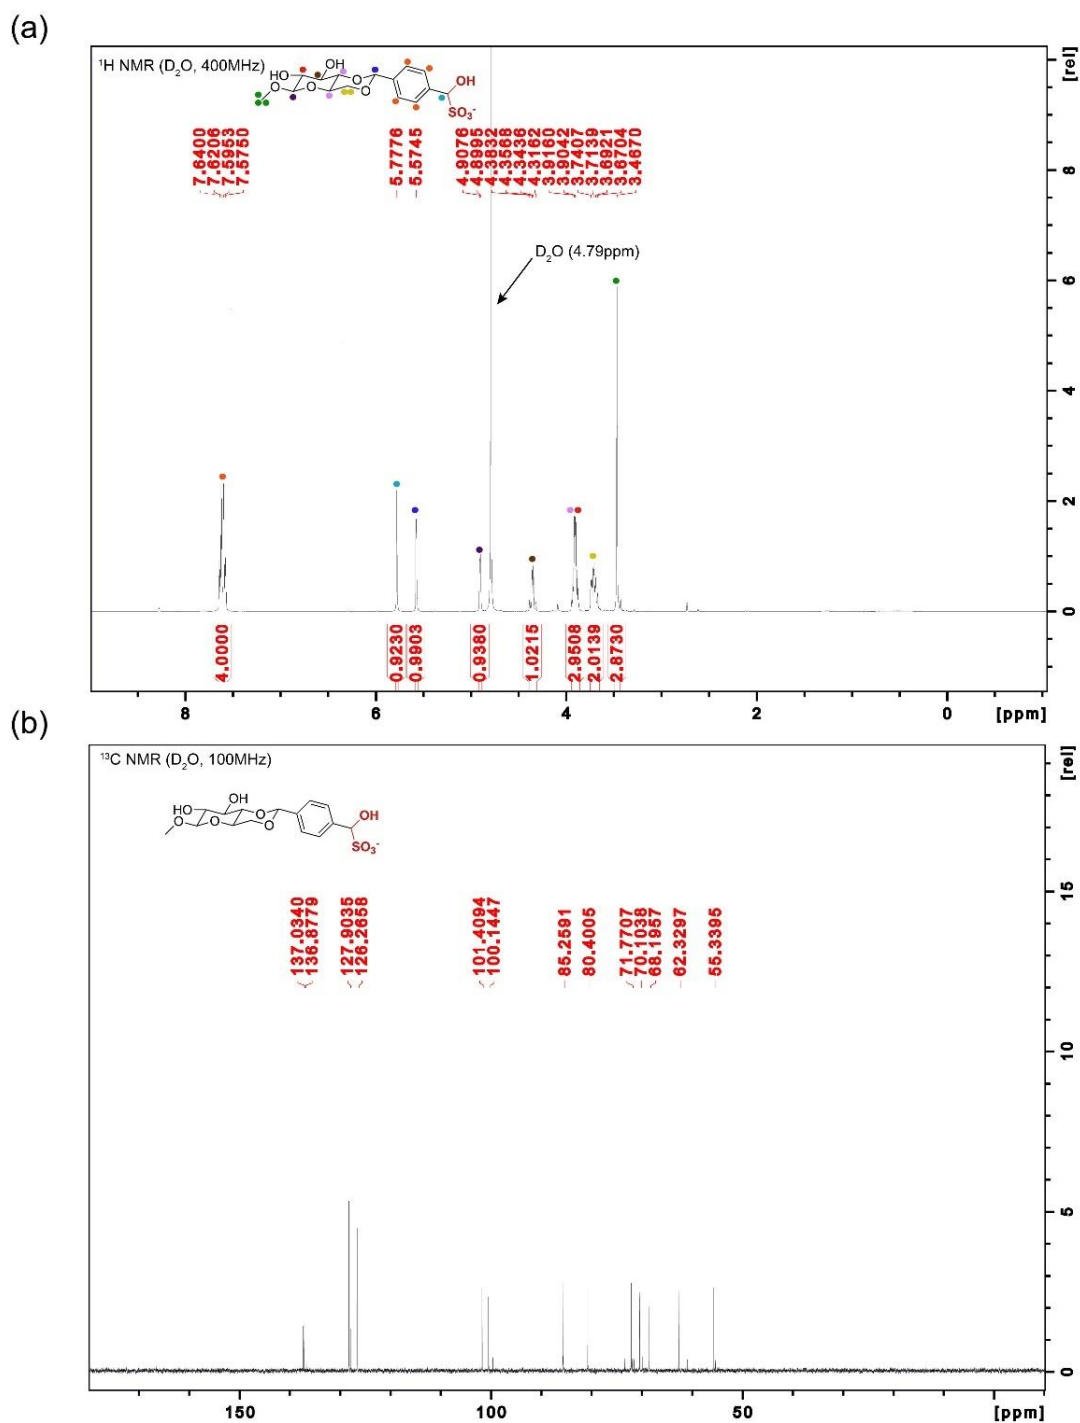 (a)
¹H NMR (D₂O, 400MHz)
OH
HO
O
O
O
O
OH
SO₃⁻
7.6400
7.6206
7.5953
7.5750
5.7776
5.5745
4.9076
4.8995
4.3832
4.3568
4.3436
4.3162
3.9160
3.9042
3.7407
3.7139
3.6921
3.6704
3.4670
D₂O (4.79ppm)
4.0000
0.9230
0.9903
0.9380
1.0215
2.9508
2.0139
2.8730
8
6
4
2
0
[ppm]
[rel]
8
6
4
2
0
(b)
¹³C NMR (D₂O, 100MHz)
OH
HO
O
O
O
O
OH
SO₃⁻
137.0340
136.8779
127.9035
126.2658
101.4094
100.1447
85.2591
80.4005
71.7707
70.1038
68.1957
62.3297
55.3395
150
100
50
[ppm]
[rel]
15
10
5
0